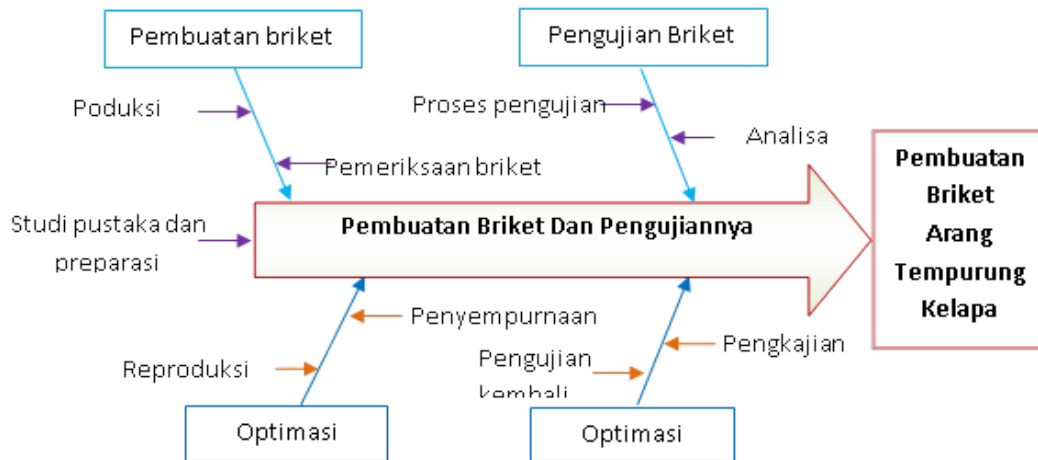 Pembuatan briket
Pengujian Briket
Poduksi
Proses pengujian
Analisa
Pemeriksaan briket
Pembuatan
Briket
Arang
Tempurung
Kelapa
Studi pustaka dan
preparasi
Pembuatan Briket Dan Pengujiannya
Penyempurnaan
Reproduksi
Pengujian
kembali
Pengkajian
Optimasi
Optimasi